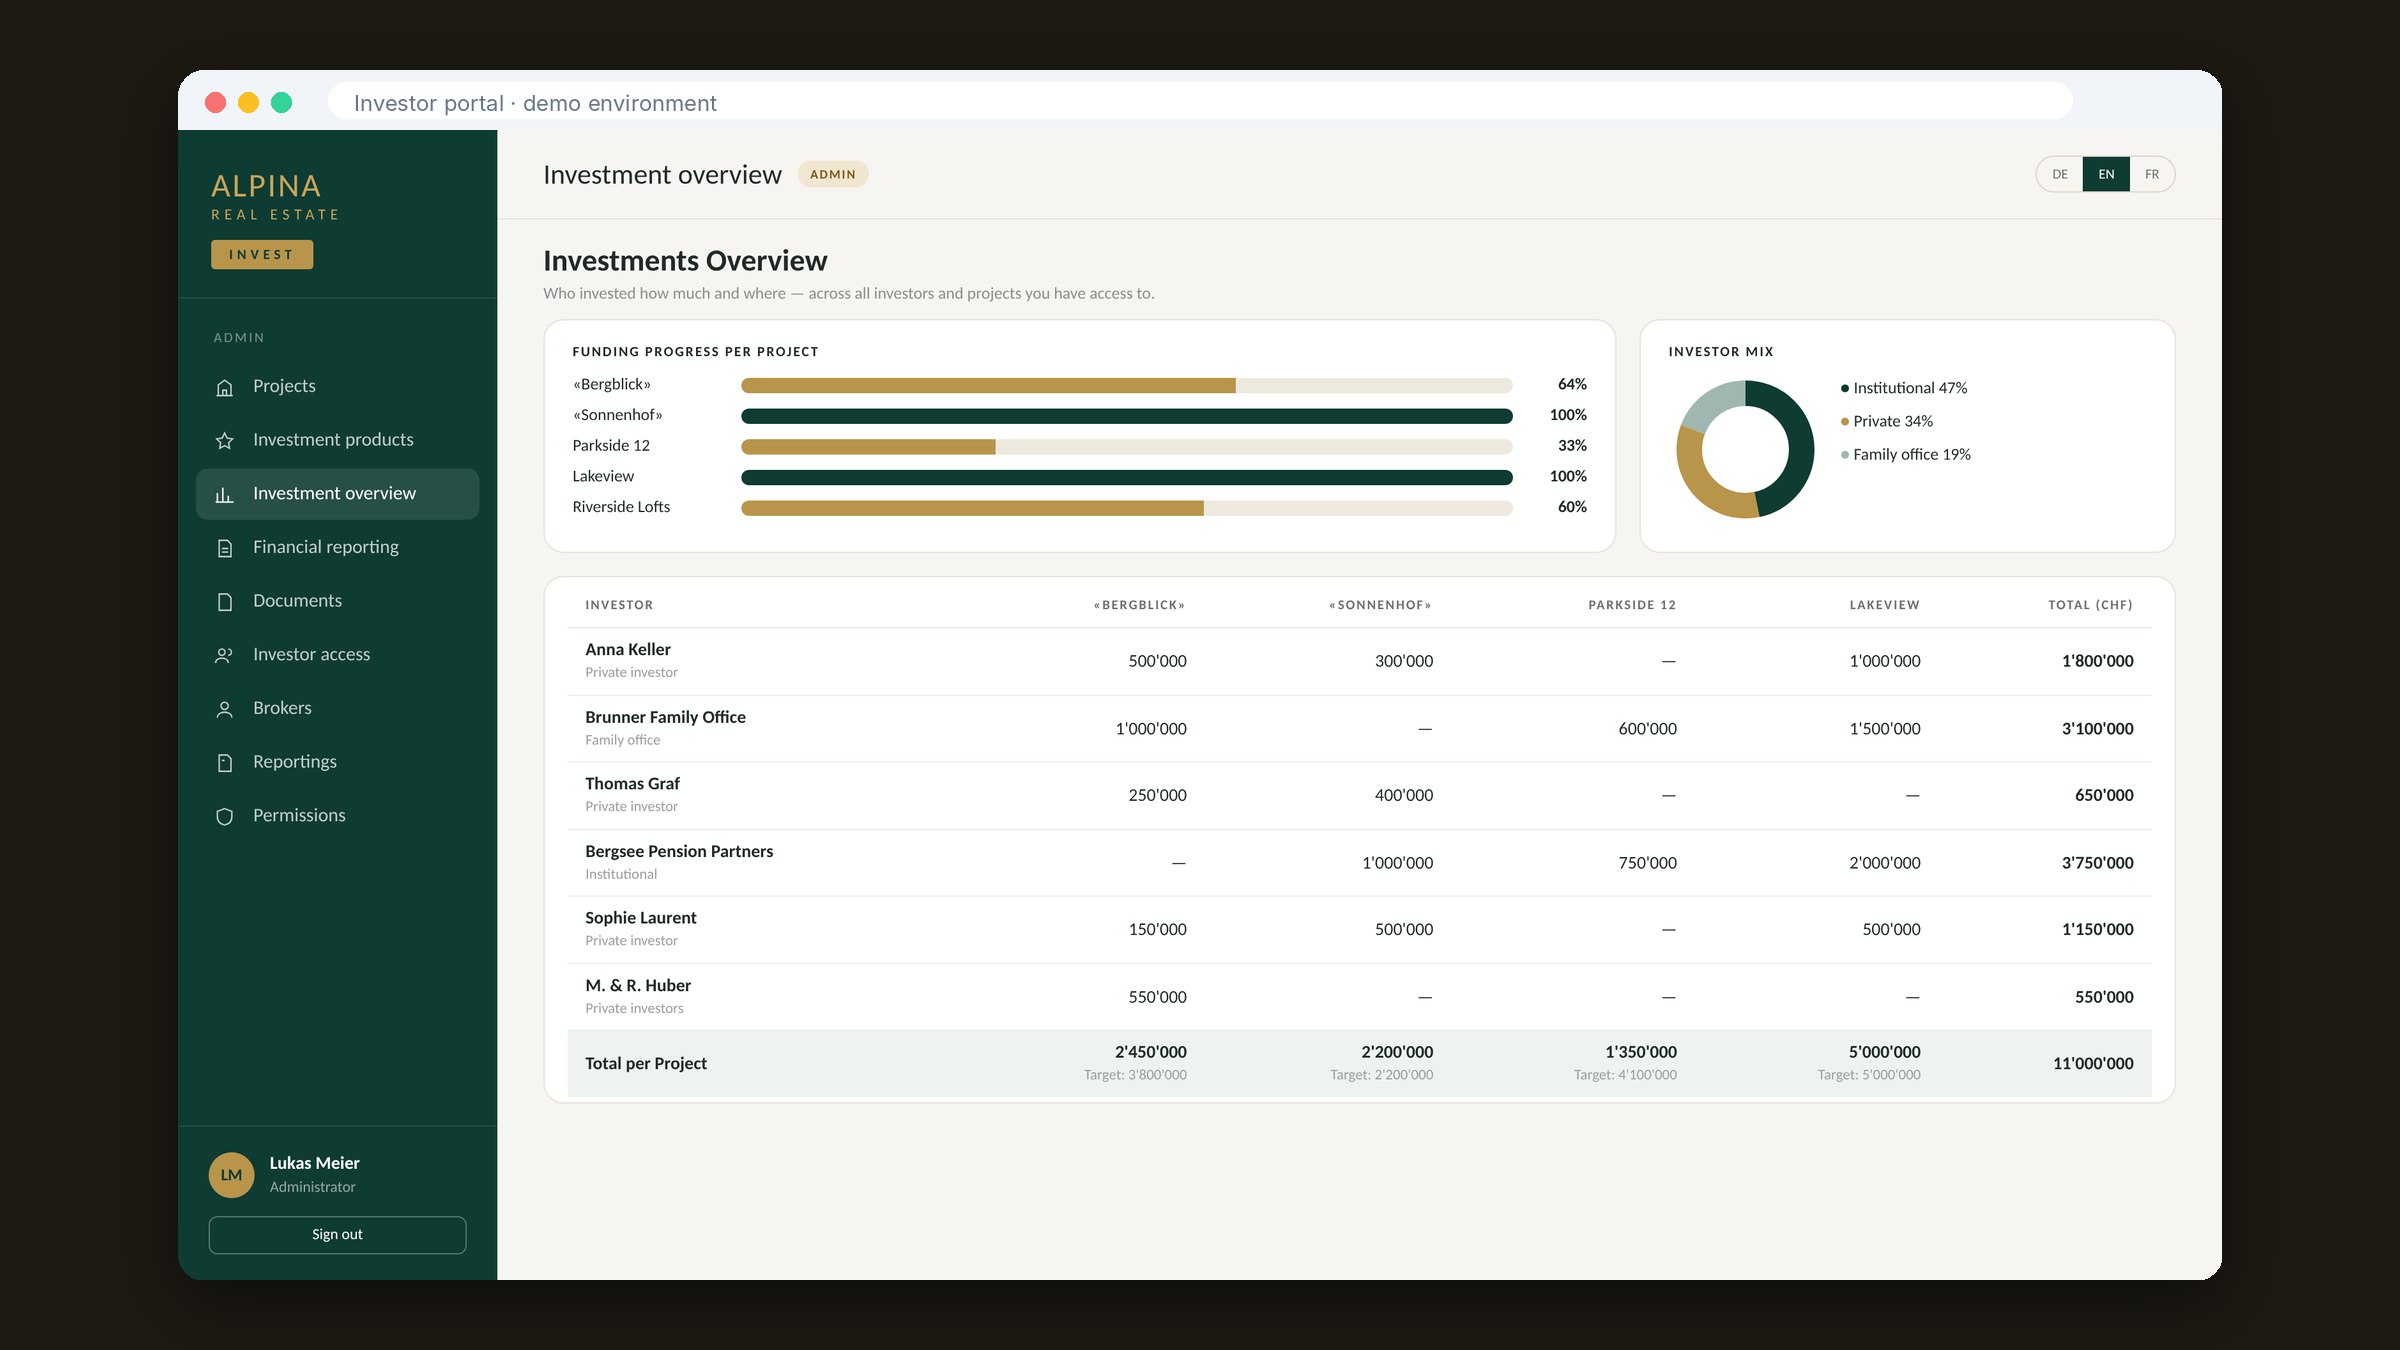 Investor portal · demo environment
ALPINA
REAL ESTATE
INVEST
ADMIN
Projects
Investment products
Investment overview
Financial reporting
Documents
Investor access
Brokers
Reportings
Permissions
LM
Lukas Meier
Administrator
Sign out
Investment overview ADMIN
DE EN FR
Investments Overview
Who invested how much and where — across all investors and projects you have access to.
FUNDING PROGRESS PER PROJECT
«Bergblick» 64%
«Sonnenhof» 100%
Parkside 12 33%
Lakeview 100%
Riverside Lofts 60%
INVESTOR MIX
Institutional 47%
Private 34%
Family office 19%
INVESTOR «BERGBLICK» «SONNENHOF» PARKSIDE 12 LAKEVIEW TOTAL (CHF)
Anna Keller
Private investor
500'000 300'000 — 1'000'000 1'800'000
Brunner Family Office
Family office
1'000'000 — 600'000 1'500'000 3'100'000
Thomas Graf
Private investor
250'000 400'000 — — 650'000
Bergsee Pension Partners
Institutional
— 1'000'000 750'000 2'000'000 3'750'000
Sophie Laurent
Private investor
150'000 500'000 — 500'000 1'150'000
M. & R. Huber
Private investors
550'000 — — — 550'000
Total per Project
2'450'000 2'200'000 1'350'000 5'000'000 11'000'000
Target: 3'800'000 Target: 2'200'000 Target: 4'100'000 Target: 5'000'000